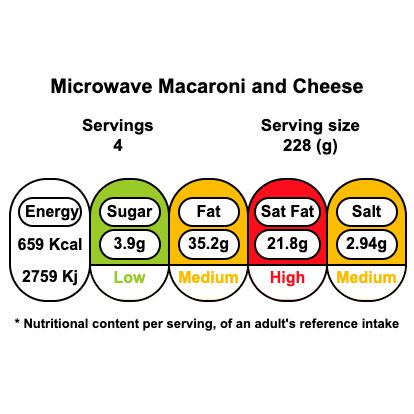 Microwave Macaroni and Cheese
Servings Serving size
4 228 (g)
Energy Sugar Fat Sat Fat Salt
659 Kcal 3.9g 35.2g 21.8g 2.94g
2759 Kj Low Medium High Medium
* Nutritional content per serving, of an adult's reference intake